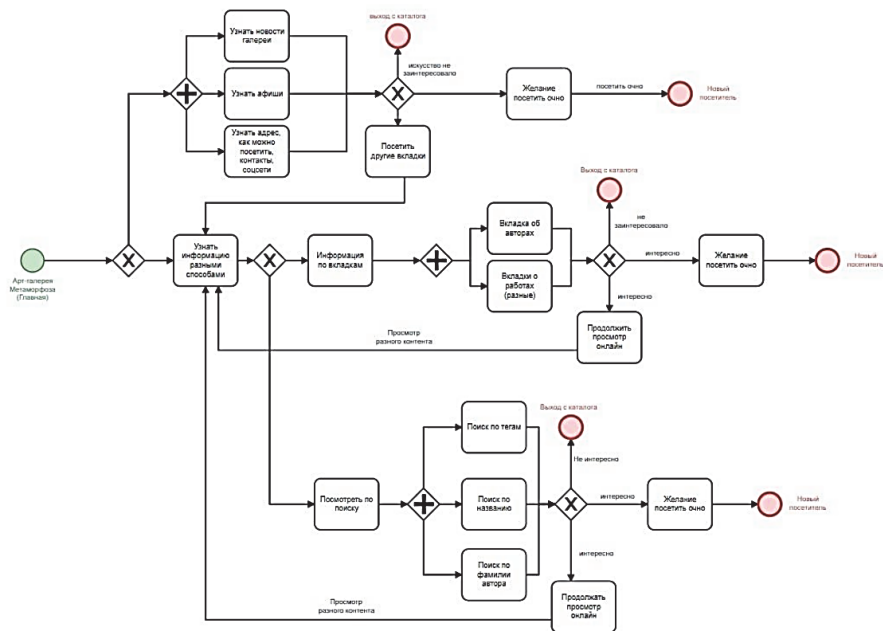 выход с каталога
Узнать новости
галереи
искусство не
заинтересовало
Узнать афиши
Желание
посетить очно
посетить очно
Новый
посетитель
Узнать адрес,
как можно
посетить,
контакты,
соцсети
Посетить
другие вкладки
Выход с каталога
Узнать
информацию
разными
способами
Информация
по вкладкам
Вкладка об
авторах
не
заинтересовало
интересно
Желание
посетить очно
Новый
посетитель
Арт-галерея
Метаморфоза
(Главная)
Вкладки о
работах
(разные)
интересно
Просмотр
разного контента
Продолжить
просмотр
онлайн
Выход с каталога
Поиск по тегам
Не интересно
Посмотреть по
поиску
Поиск по
названию
интересно
Желание
посетить очно
Новый
посетитель
Поиск по
фамилии
автора
интересно
Просмотр
разного контента
Продолжать
просмотр
онлайн